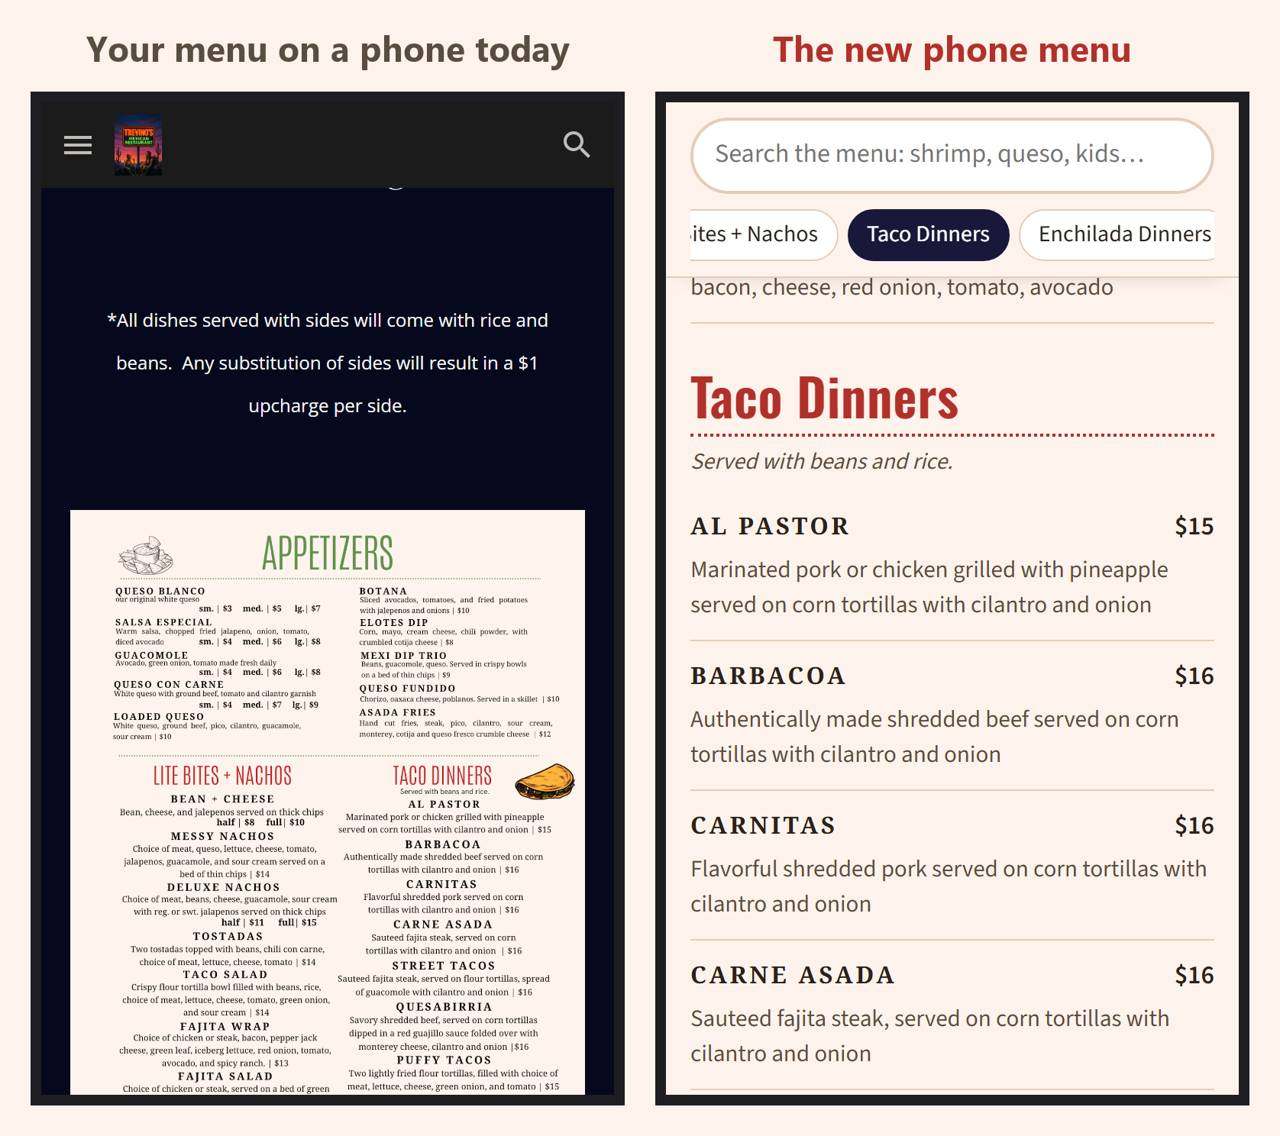 Your menu on a phone today
TREVINO'S
MEXICAN
RESTAURANT
*All dishes served with sides will come with rice and
beans. Any substitution of sides will result in a $1
upcharge per side.
APPETIZERS
QUESO BLANCO
our original white queso
sm. | $3 med. | $5 lg.| $7
SALSA ESPECIAL
Warm salsa, chopped fried jalapeno, onion, tomato,
diced avocado sm. | $4 med. | $6 lg.| $8
GUACOMOLE
Avocado, green onion, tomato made fresh daily
sm. | $4 med. | $6 lg.| $8
QUESO CON CARNE
White queso with ground beef, tomato and cilantro garnish
sm. | $4 med. | $7 lg.| $9
LOADED QUESO
White queso, ground beef, pico, cilantro, guacamole,
sour cream | $10
BOTANA
Sliced avocados, tomatoes, and fried potatoes
with jalepenos and onions | $10
ELOTES DIP
Corn, mayo, cream cheese, chili powder, with
crumbled cotija cheese | $8
MEXI DIP TRIO
Beans, guacomole, queso. Served in crispy bowls
on a bed of thin chips | $9
QUESO FUNDIDO
Chorizo, oaxaca cheese, poblanos. Served in a skillet | $10
ASADA FRIES
Hand cut fries, steak, pico, cilantro, sour cream,
monterey, cotija and queso fresco crumble cheese | $12
LITE BITES + NACHOS
BEAN + CHEESE
Bean, cheese, and jalepenos served on thick chips
half | $8 full| $10
MESSY NACHOS
Choice of meat, queso, lettuce, cheese, tomato,
jalapenos, guacamole, and sour cream served on a
bed of thin chips | $14
DELUXE NACHOS
Choice of meat, beans, cheese, guacamole, sour cream
with reg. or swt. jalapenos served on thick chips
half | $11 full| $15
TOSTADAS
Two tostadas topped with beans, chili con carne,
choice of meat, lettuce, cheese, tomato | $14
TACO SALAD
Crispy flour tortilla bowl filled with beans, rice,
choice of meat, lettuce, cheese, tomato, green onion,
and sour cream | $14
FAJITA WRAP
Choice of chicken or steak, bacon, pepper jack
cheese, green leaf, iceberg lettuce, red onion, tomato,
avocado, and spicy ranch. | $13
FAJITA SALAD
Choice of chicken or steak, served on a bed of green
TACO DINNERS
Served with beans and rice.
AL PASTOR
Marinated pork or chicken grilled with pineapple
served on corn tortillas with cilantro and onion | $15
BARBACOA
Authentically made shredded beef served on corn
tortillas with cilantro and onion | $16
CARNITAS
Flavorful shredded pork served on corn
tortillas with cilantro and onion | $16
CARNE ASADA
Sauteed fajita steak, served on corn
tortillas with cilantro and onion | $16
STREET TACOS
Sauteed fajita steak, served on flour tortillas, spread
of guacomole with cilantro and onion | $16
QUESABIRRIA
Savory shredded beef, served on corn tortillas
dipped in a red guajillo sauce folded over with
monterey cheese, cilantro and onion |$16
PUFFY TACOS
Two lightly fried flour tortillas, filled with choice of
meat, lettuce, cheese, green onion, and tomato | $15
The new phone menu
Search the menu: shrimp, queso, kids…
ites + Nachos Taco Dinners Enchilada Dinners
bacon, cheese, red onion, tomato, avocado
Taco Dinners
Served with beans and rice.
AL PASTOR $15
Marinated pork or chicken grilled with pineapple
served on corn tortillas with cilantro and onion
BARBACOA $16
Authentically made shredded beef served on corn
tortillas with cilantro and onion
CARNITAS $16
Flavorful shredded pork served on corn tortillas with
cilantro and onion
CARNE ASADA $16
Sauteed fajita steak, served on corn tortillas with
cilantro and onion